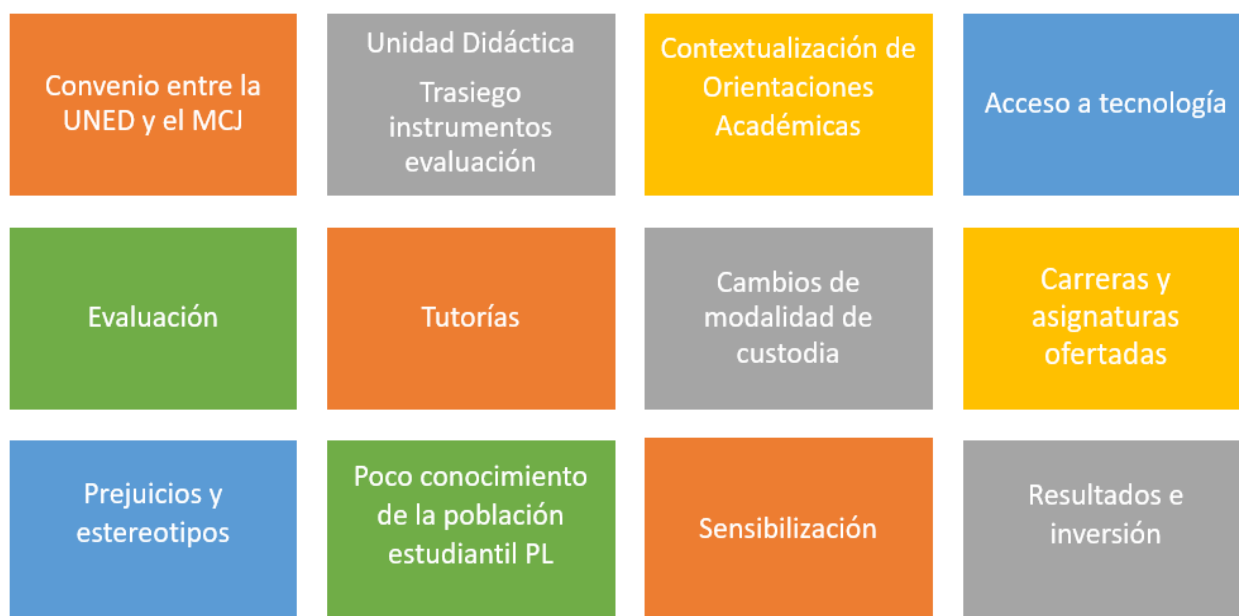 Convenio entre la
UNED y el MCJ
Unidad Didáctica
Trasiego
instrumentos
evaluación
Contextualización de
Orientaciones
Académicas
Acceso a tecnología
Evaluación
Tutorías
Cambios de
modalidad de
custodia
Carreras y
asignaturas
ofertadas
Prejuicios y
estereotipos
Poco conocimiento
de la población
estudiantil PL
Sensibilización
Resultados e
inversión